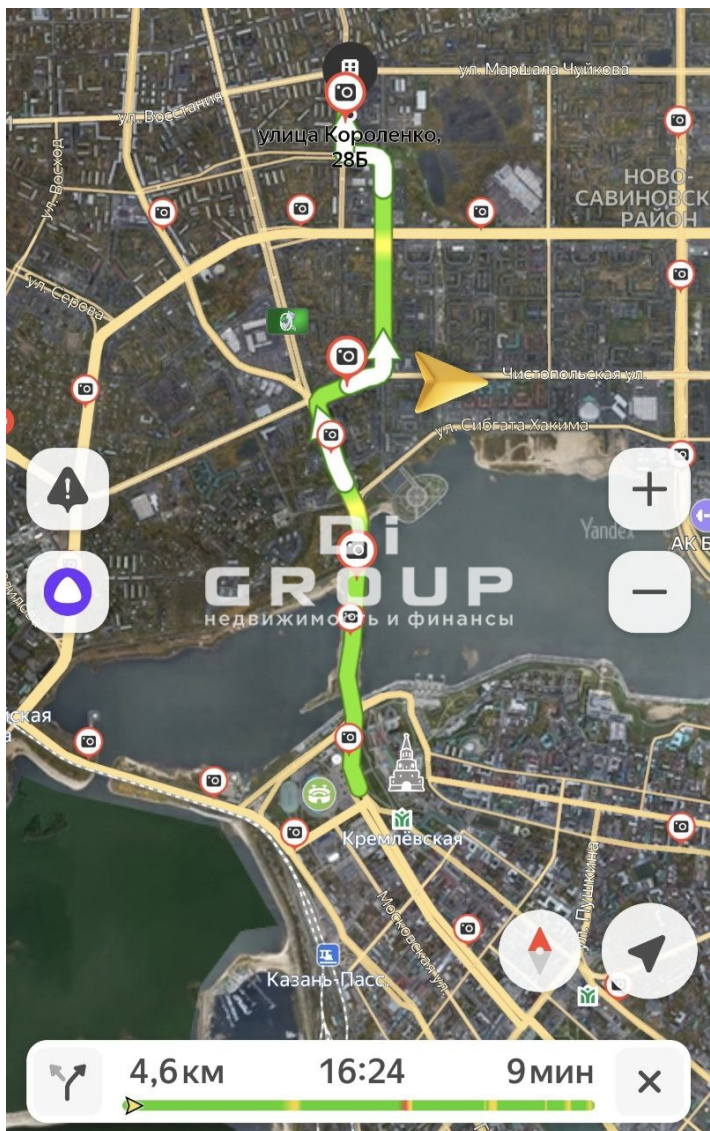 ул. Маршала Чуйкова
ул. Восстания
улица Короленко,
28Б
ул. Восход
НОВО-
САВИНОВСК
РАЙОН
ул. Серова
Чистопольская ул.
ул. Сибгата Хакима
Yandex
АК Б
Di
GROUP
недвижимость и финансы
йская
а
Кремлёвская
ул. Пушкина
Московская ул.
Казань-Пасс.
4,6 км 16:24 9 мин